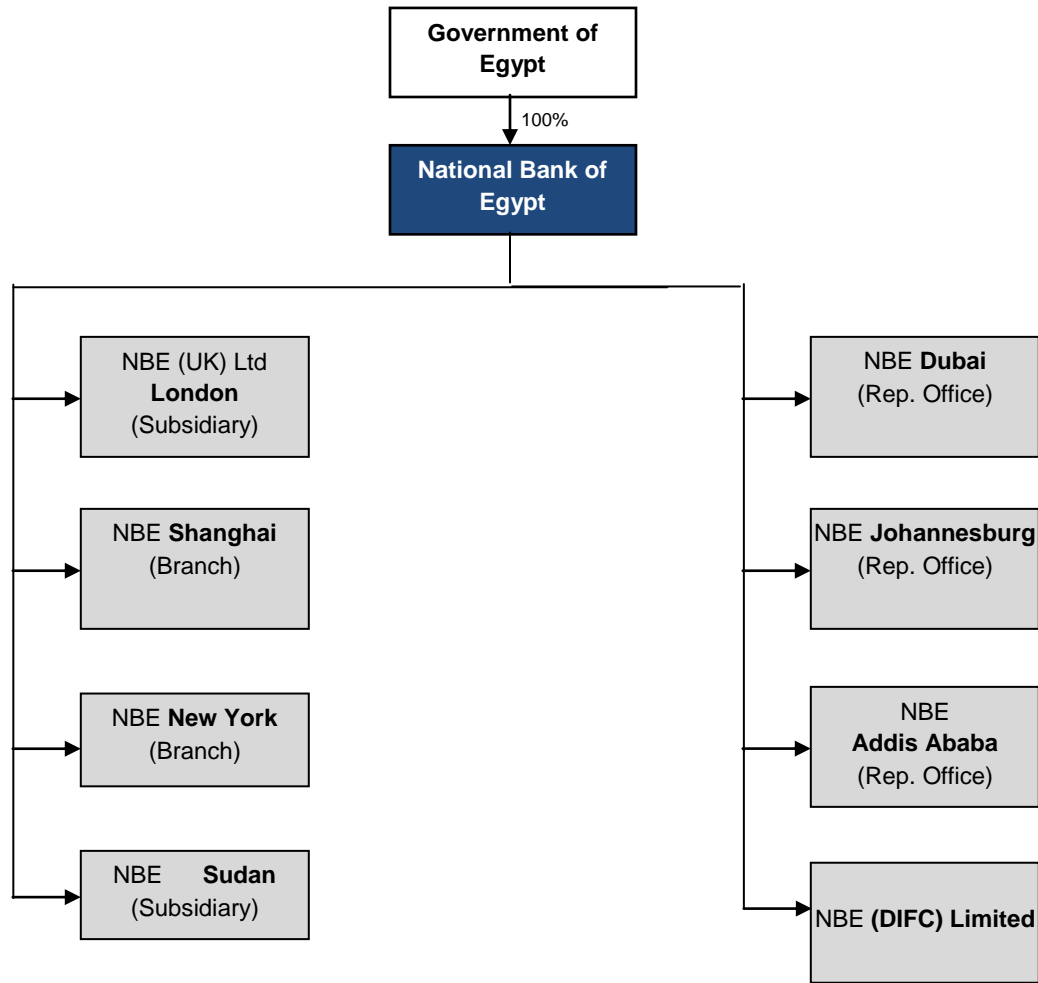 Government of
Egypt
100%
National Bank of
Egypt
NBE (UK) Ltd
London
(Subsidiary)
NBE Shanghai
(Branch)
NBE New York
(Branch)
NBE Sudan
(Subsidiary)
NBE Dubai
(Rep. Office)
NBE Johannesburg
(Rep. Office)
NBE
Addis Ababa
(Rep. Office)
NBE (DIFC) Limited